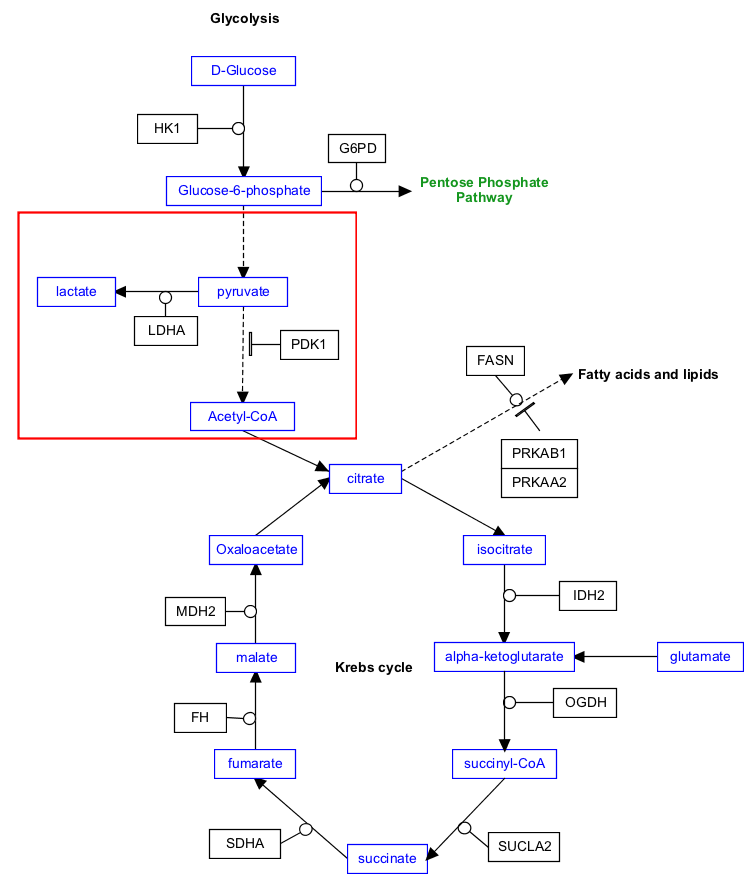 Glycolysis
D-Glucose
HK1
G6PD
Glucose-6-phosphate
Pentose Phosphate
Pathway
lactate
pyruvate
LDHA
PDK1
FASN
Fatty acids and lipids
Acetyl-CoA
PRKAB1
citrate
PRKAA2
Oxaloacetate
isocitrate
IDH2
MDH2
malate
Krebs cycle
alpha-ketoglutarate
glutamate
OGDH
FH
fumarate
succinyl-CoA
SDHA
SUCLA2
succinate